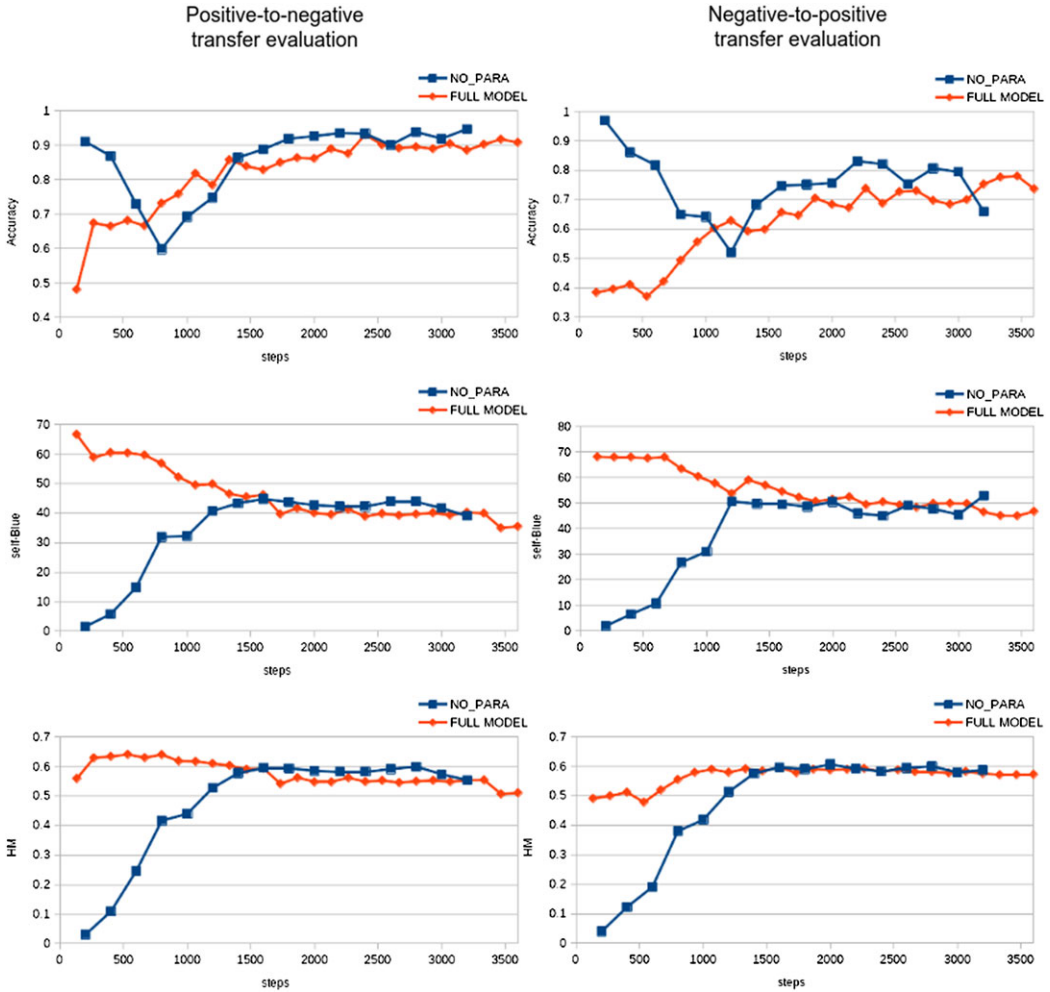 Positive-to-negative
transfer evaluation
Negative-to-positive
transfer evaluation
NO_PARA
FULL MODEL
1
0.9
0.8
0.7
0.6
0.5
0.4
Accuracy
0 500 1000 1500 2000 2500 3000 3500
steps
NO_PARA
FULL MODEL
1
0.9
0.8
0.7
0.6
0.5
0.4
0.3
Accuracy
0 500 1000 1500 2000 2500 3000 3500
steps
NO_PARA
FULL MODEL
70
60
50
40
30
20
10
0
self-Blue
0 500 1000 1500 2000 2500 3000 3500
steps
NO_PARA
FULL MODEL
80
70
60
50
40
30
20
10
0
self-Blue
0 500 1000 1500 2000 2500 3000 3500
steps
NO_PARA
FULL MODEL
0.7
0.6
0.5
0.4
0.3
0.2
0.1
0
HM
0 500 1000 1500 2000 2500 3000 3500
steps
NO_PARA
FULL MODEL
0.7
0.6
0.5
0.4
0.3
0.2
0.1
0
HM
0 500 1000 1500 2000 2500 3000 3500
steps